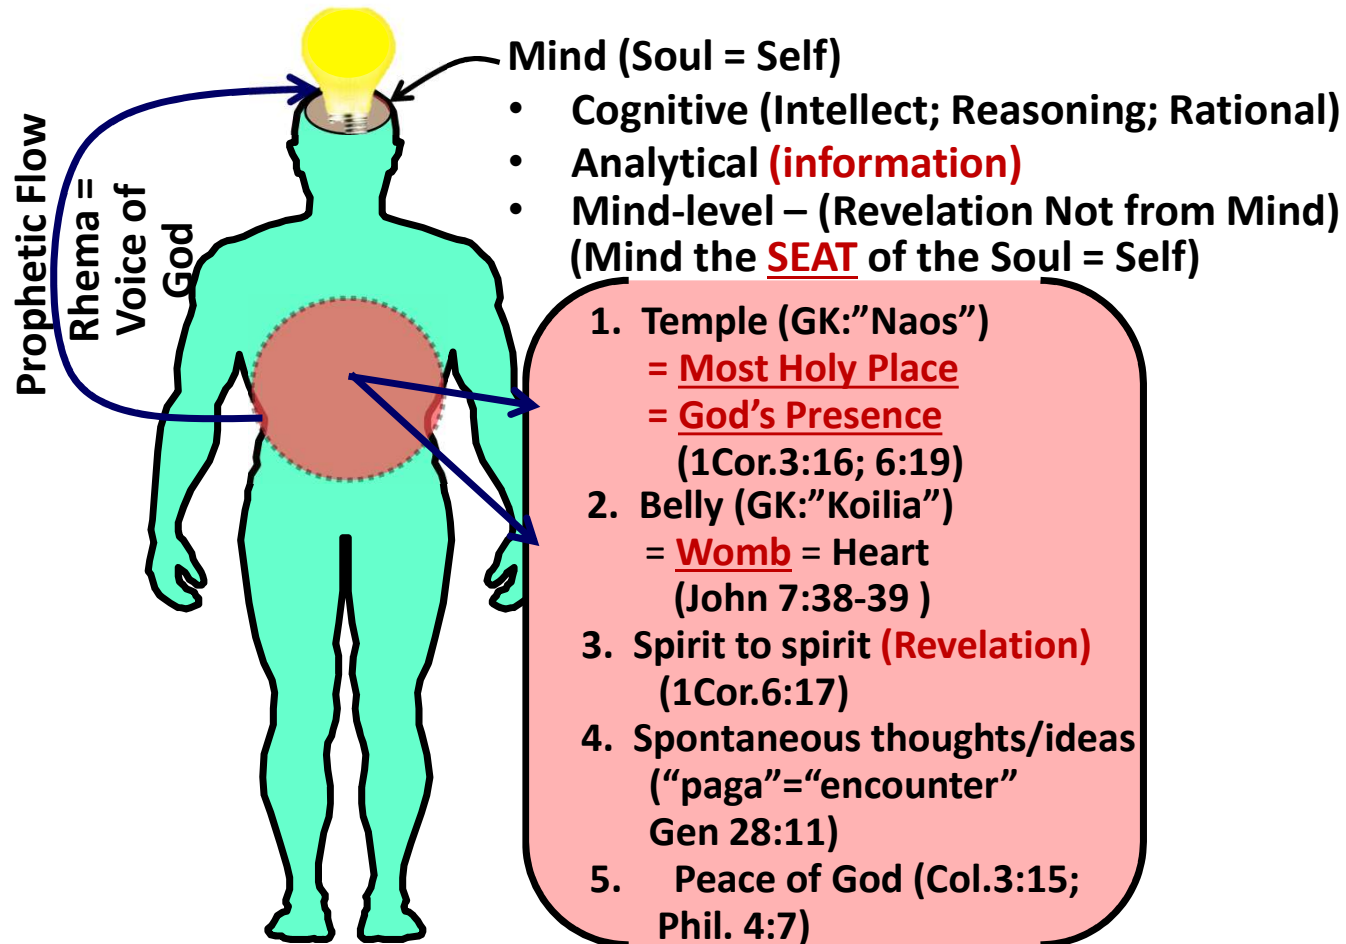 Mind (Soul = Self)
• Cognitive (Intellect; Reasoning; Rational)
• Analytical (information)
• Mind-level – (Revelation Not from Mind)
(Mind the SEAT of the Soul = Self)
Prophetic Flow
Rhema =
Voice of
God
1. Temple (GK:”Naos”)
= Most Holy Place
= God’s Presence
(1Cor.3:16; 6:19)
2. Belly (GK:”Koilia”)
= Womb = Heart
(John 7:38-39 )
3. Spirit to spirit (Revelation)
(1Cor.6:17)
4. Spontaneous thoughts/ideas
(“paga”=“encounter”
Gen 28:11)
5. Peace of God (Col.3:15;
Phil. 4:7)